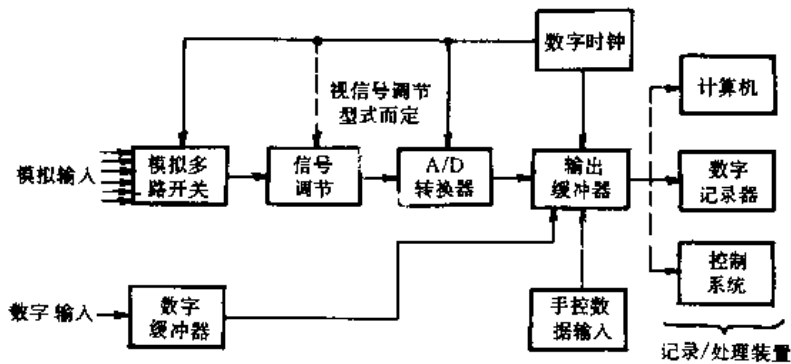 数字时钟
计算机
视信号调节
型式而定
模拟输入
模拟多
路开关
信号
调节
A/D
转换器
输出
缓冲器
数字
记录器
控制
系统
数字输入
数字
缓冲器
手控数
据输入
记录/处理装置